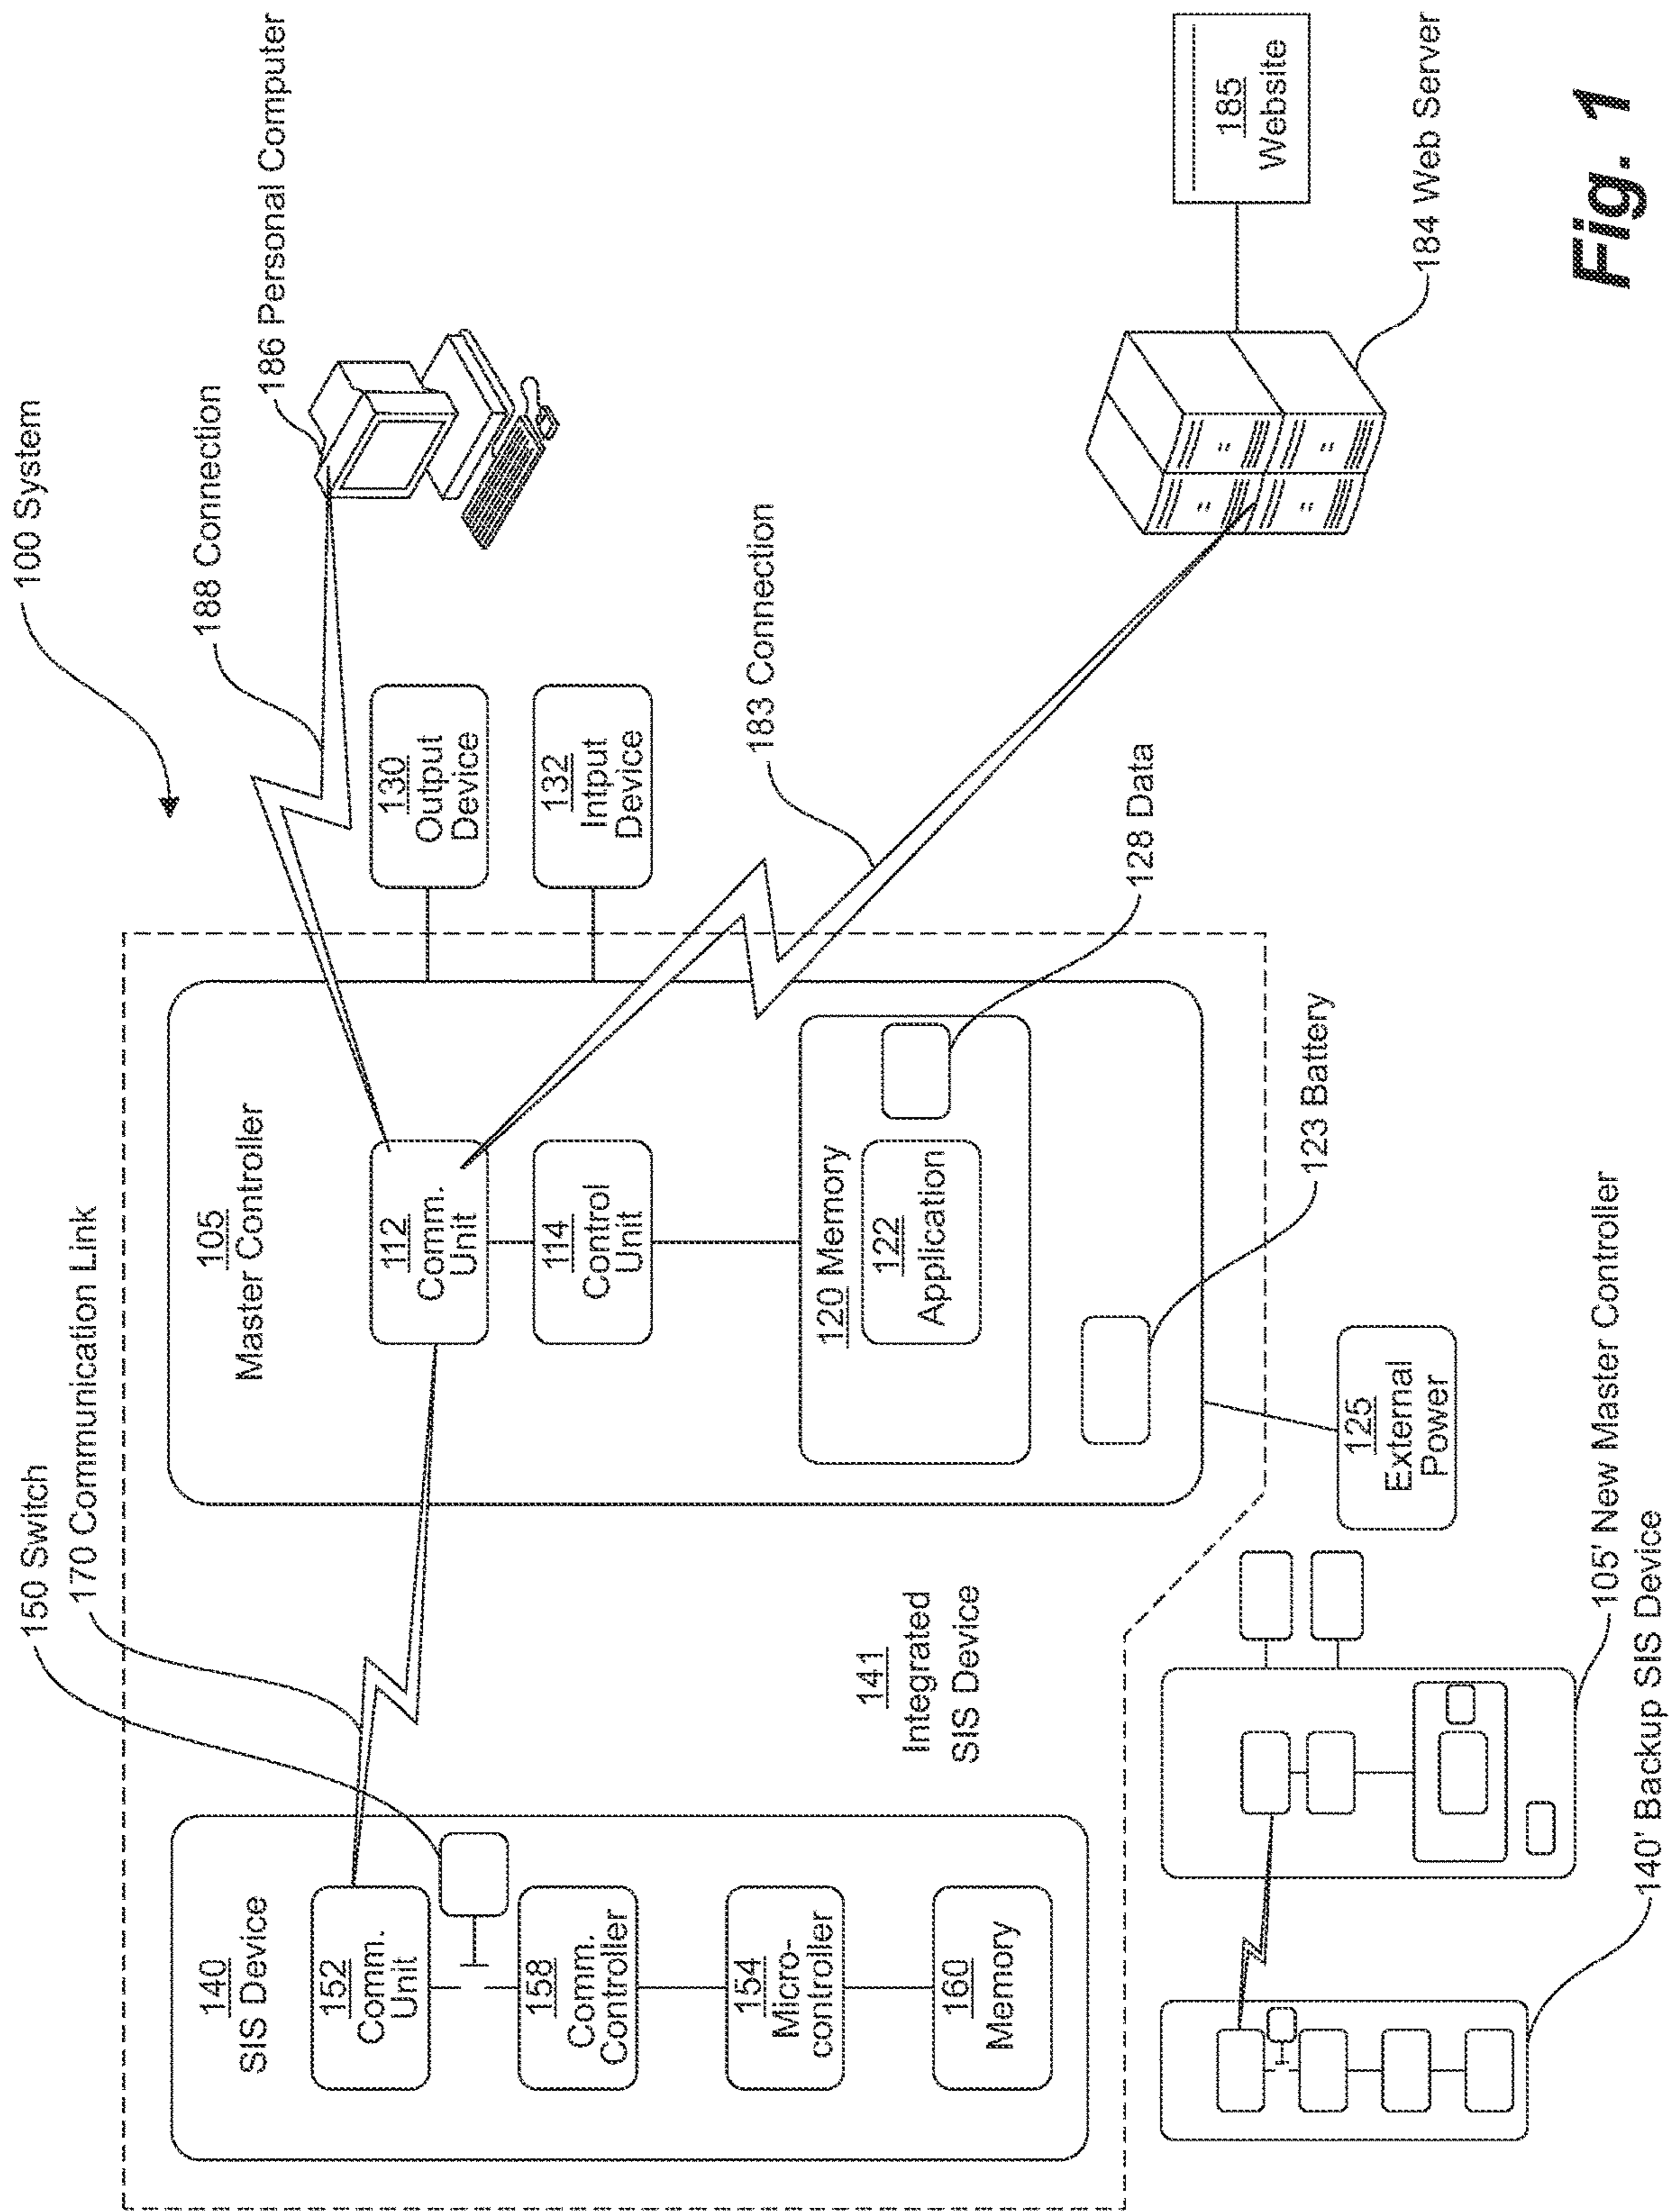 100 System
188 Connection
186 Personal Computer
150 Switch
170 Communication Link
105
Master Controller
140
SIS Device
152
Comm.
Unit
112
Comm.
Unit
130
Output
Device
158
Comm.
Controller
114
Control
Unit
132
Intput
Device
183 Connection
154
Micro-
controller
120 Memory
122
Application
128 Data
141
Integrated
SIS Device
160
Memory
123 Battery
185
Website
184 Web Server
125
External
Power
105' New Master Controller
140' Backup SIS Device
Fig. 1